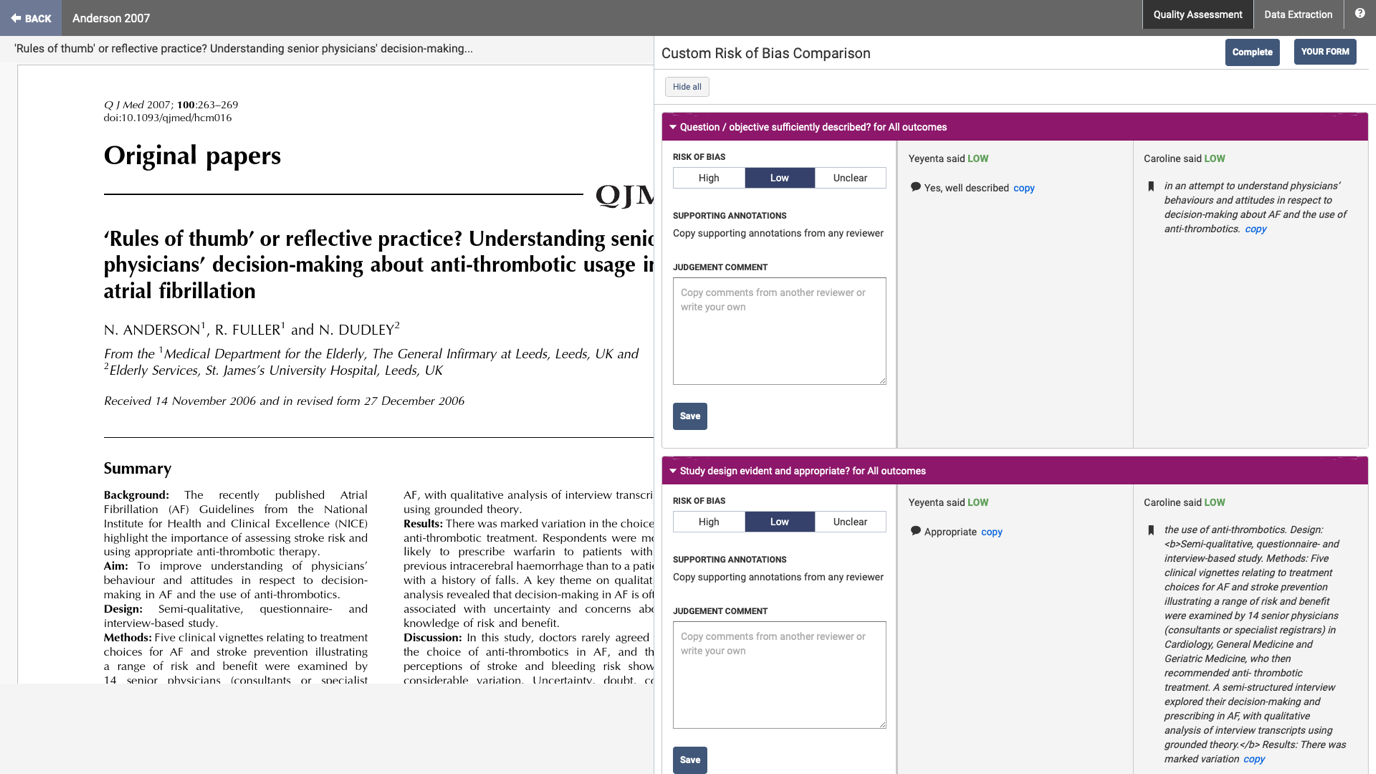 BACK
Anderson 2007
Quality Assessment
Data Extraction
?
'Rules of thumb' or reflective practice? Understanding senior physicians' decision-making...
Q J Med 2007; 100:263–269
doi:10.1093/qjmed/hcm016
Original papers
QJM
‘Rules of thumb’ or reflective practice? Understanding senio
physicians’ decision-making about anti-thrombotic usage in
atrial fibrillation
N. ANDERSON1, R. FULLER1 and N. DUDLEY2
From the 1Medical Department for the Elderly, The General Infirmary at Leeds, Leeds, UK and
2Elderly Services, St. James’s University Hospital, Leeds, UK
Received 14 November 2006 and in revised form 27 December 2006
Summary
Background: The recently published Atrial
Fibrillation (AF) Guidelines from the National
Institute for Health and Clinical Excellence (NICE)
highlight the importance of assessing stroke risk and
using appropriate anti-thrombotic therapy.
Aim: To improve understanding of physicians’
behaviour and attitudes in respect to decision-
making in AF and the use of anti-thrombotics.
Design: Semi-qualitative, questionnaire- and
interview-based study.
Methods: Five clinical vignettes relating to treatment
choices for AF and stroke prevention illustrating
a range of risk and benefit were examined by
14 senior physicians (consultants or specialist
AF, with qualitative analysis of interview transcri
using grounded theory.
Results: There was marked variation in the choice
anti-thrombotic treatment. Respondents were mo
likely to prescribe warfarin to patients with
previous intracerebral haemorrhage than to a patie
with a history of falls. A key theme on qualitat
analysis revealed that decision-making in AF is oft
associated with uncertainty and concerns abo
knowledge of risk and benefit.
Discussion: In this study, doctors rarely agreed
the choice of anti-thrombotics in AF, and th
perceptions of stroke and bleeding risk show
considerable variation. Uncertainty, doubt, co
Custom Risk of Bias Comparison
Complete
YOUR FORM
Hide all
Question / objective sufficiently described? for All outcomes
RISK OF BIAS
High
Low
Unclear
SUPPORTING ANNOTATIONS
Copy supporting annotations from any reviewer
JUDGEMENT COMMENT
Copy comments from another reviewer or
write your own
Save
Yeyenta said LOW
Yes, well described copy
Caroline said LOW
in an attempt to understand physicians’
behaviours and attitudes in respect to
decision-making about AF and the use of
anti-thrombotics. copy
Study design evident and appropriate? for All outcomes
RISK OF BIAS
High
Low
Unclear
SUPPORTING ANNOTATIONS
Copy supporting annotations from any reviewer
JUDGEMENT COMMENT
Copy comments from another reviewer or
write your own
Save
Yeyenta said LOW
Appropriate copy
Caroline said LOW
the use of anti-thrombotics. Design:
<b>Semi-qualitative, questionnaire- and
interview-based study. Methods: Five
clinical vignettes relating to treatment
choices for AF and stroke prevention
illustrating a range of risk and benefit
were examined by 14 senior physicians
(consultants or specialist registrars) in
Cardiology, General Medicine and
Geriatric Medicine, who then
recommended anti- thrombotic
treatment. A semi-structured interview
explored their decision-making and
prescribing in AF, with qualitative
analysis of interview transcripts using
grounded theory.</b> Results: There was
marked variation copy